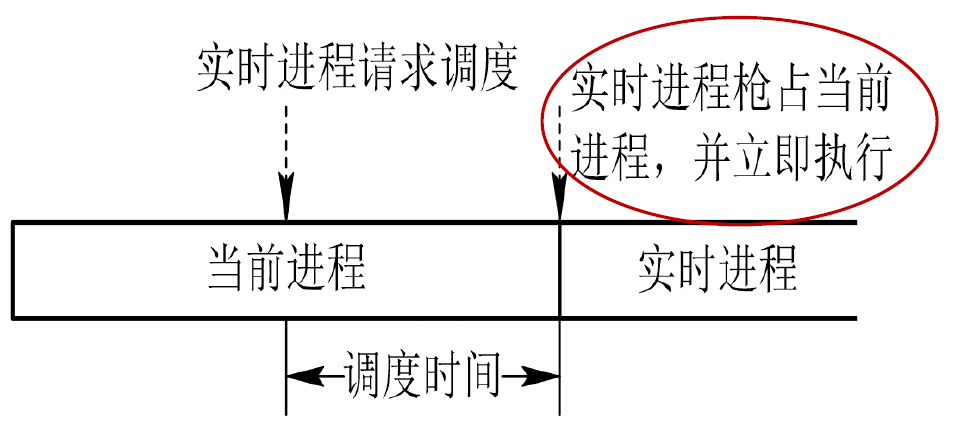 实时进程请求调度
实时进程枪占当前
进程，并立即执行
当前进程
实时进程
调度时间